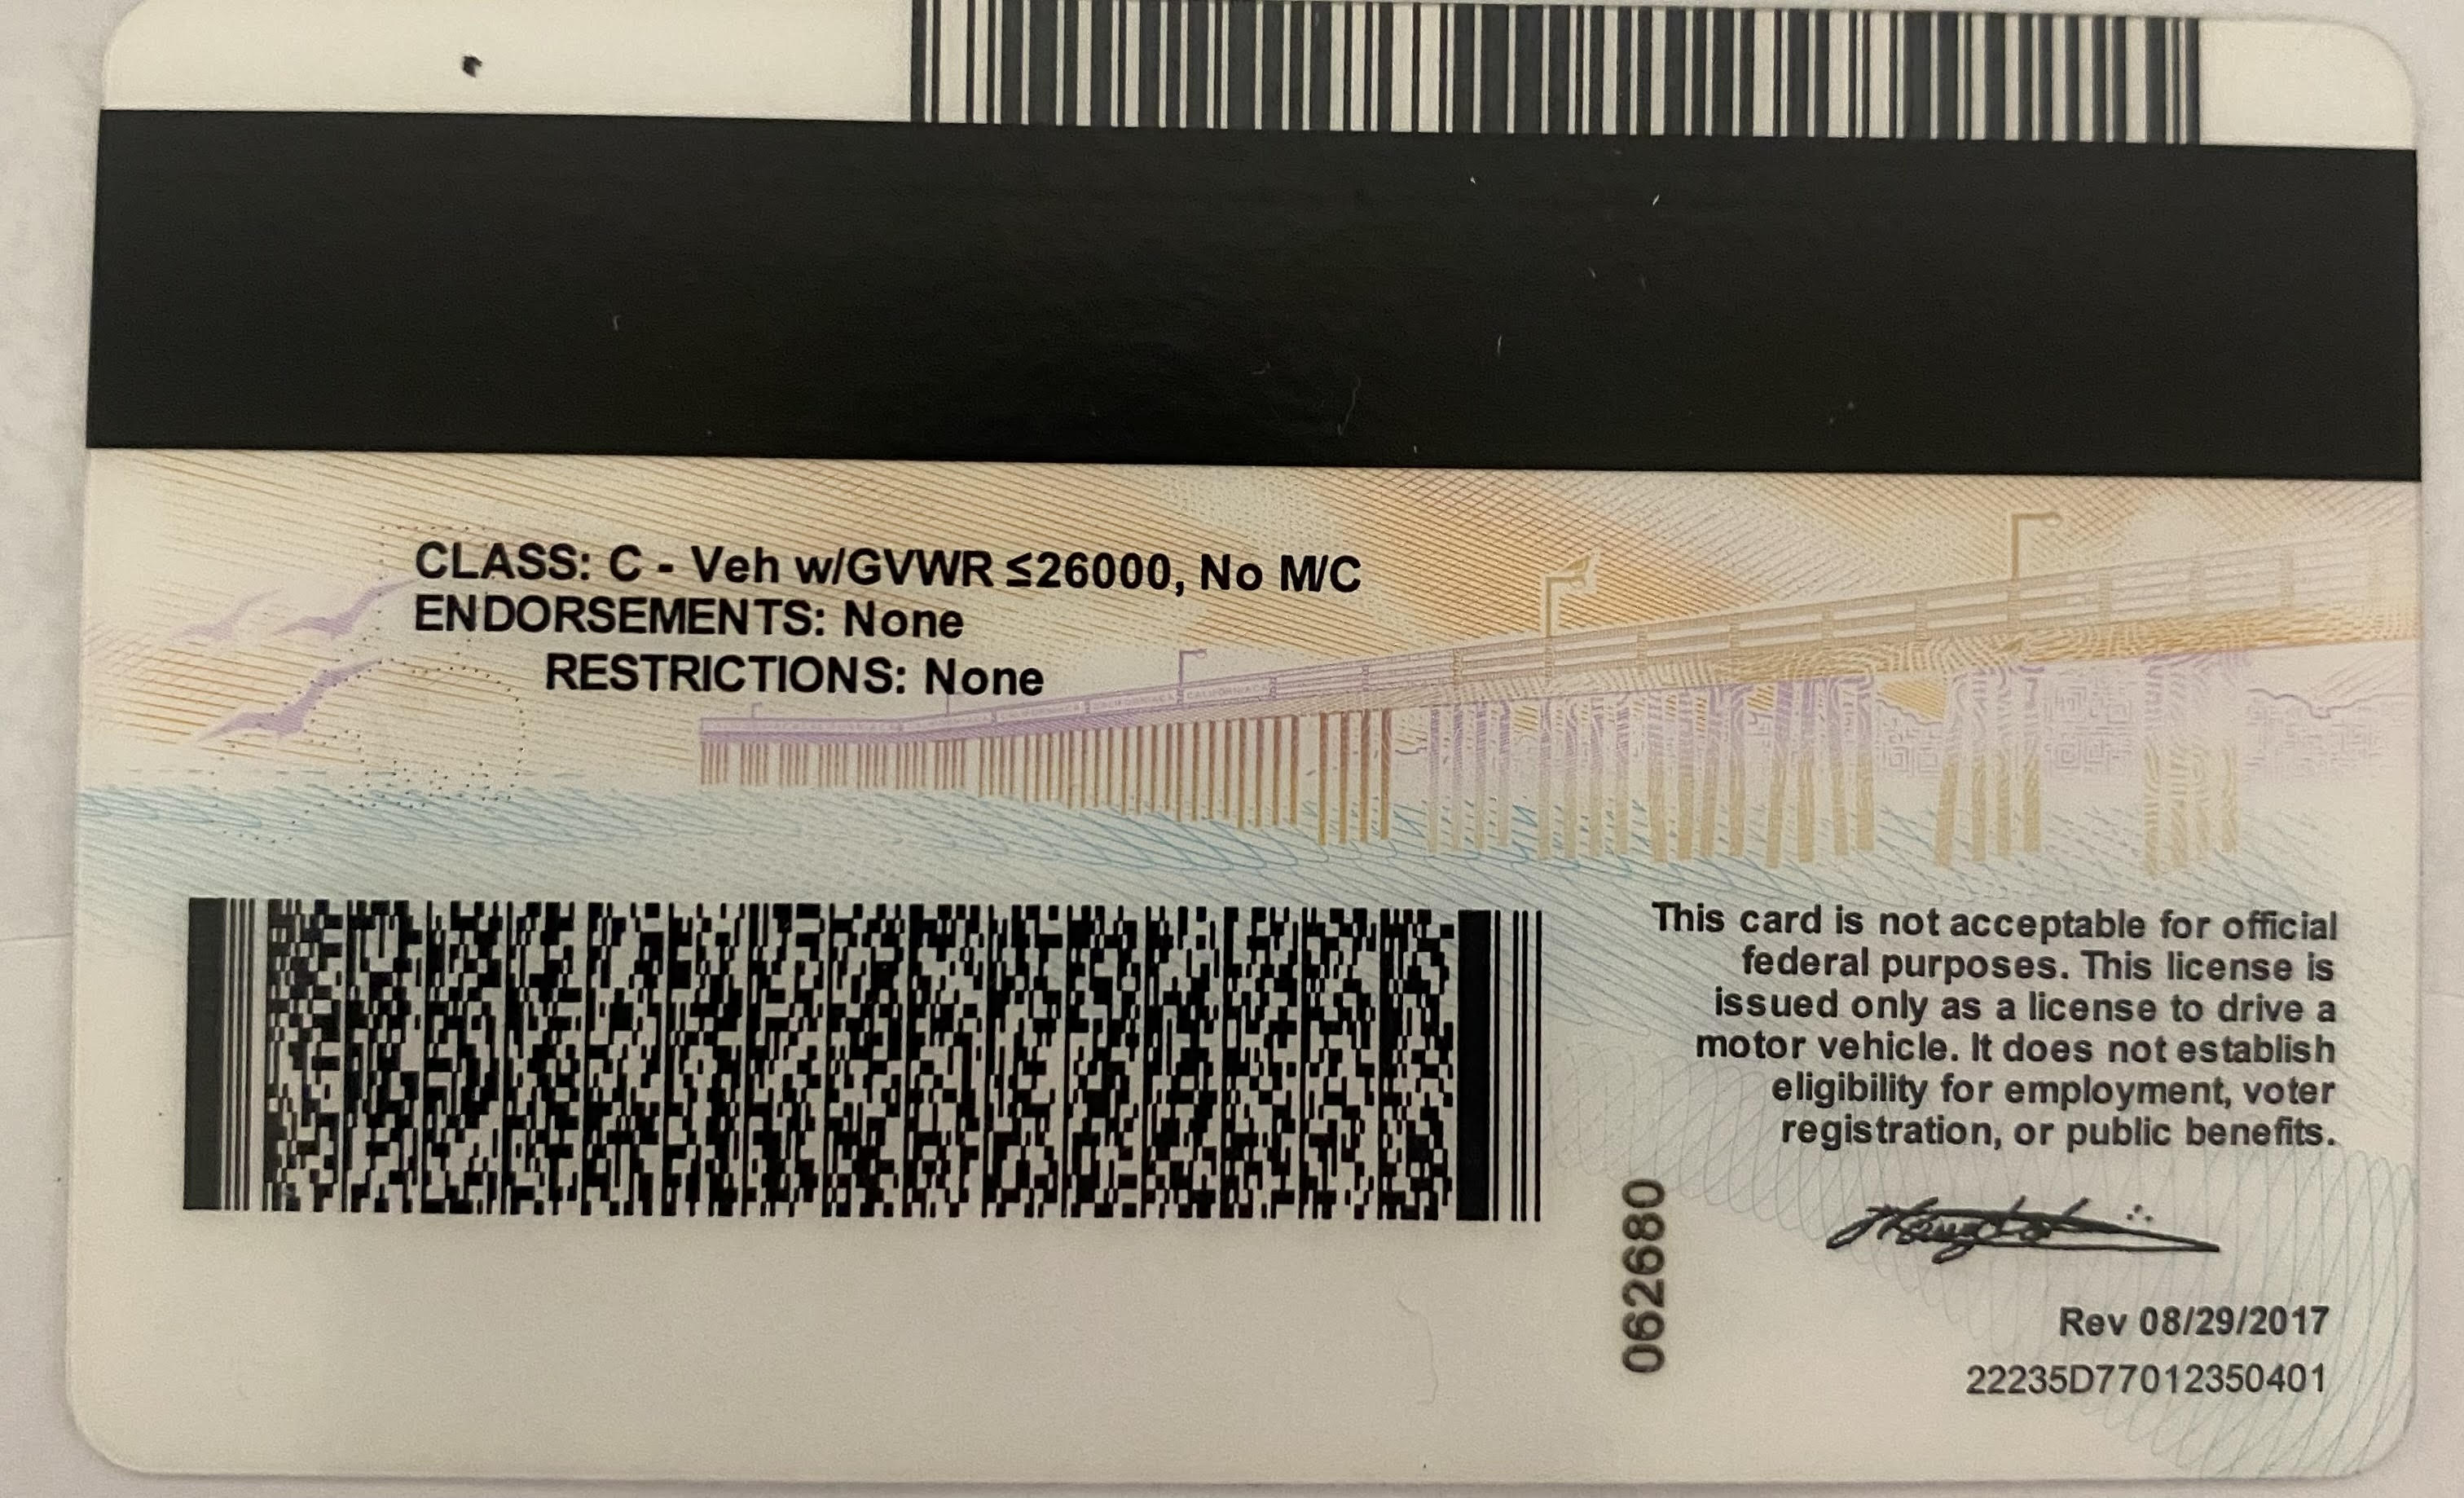 CLASS: C - Veh w/GVWR ≤26000, No M/C
ENDORSEMENTS: None
RESTRICTIONS: None
This card is not acceptable for official
federal purposes. This license is
issued only as a license to drive a
motor vehicle. It does not establish
eligibility for employment, voter
registration, or public benefits.
062680
Rev 08/29/2017
22235D77012350401